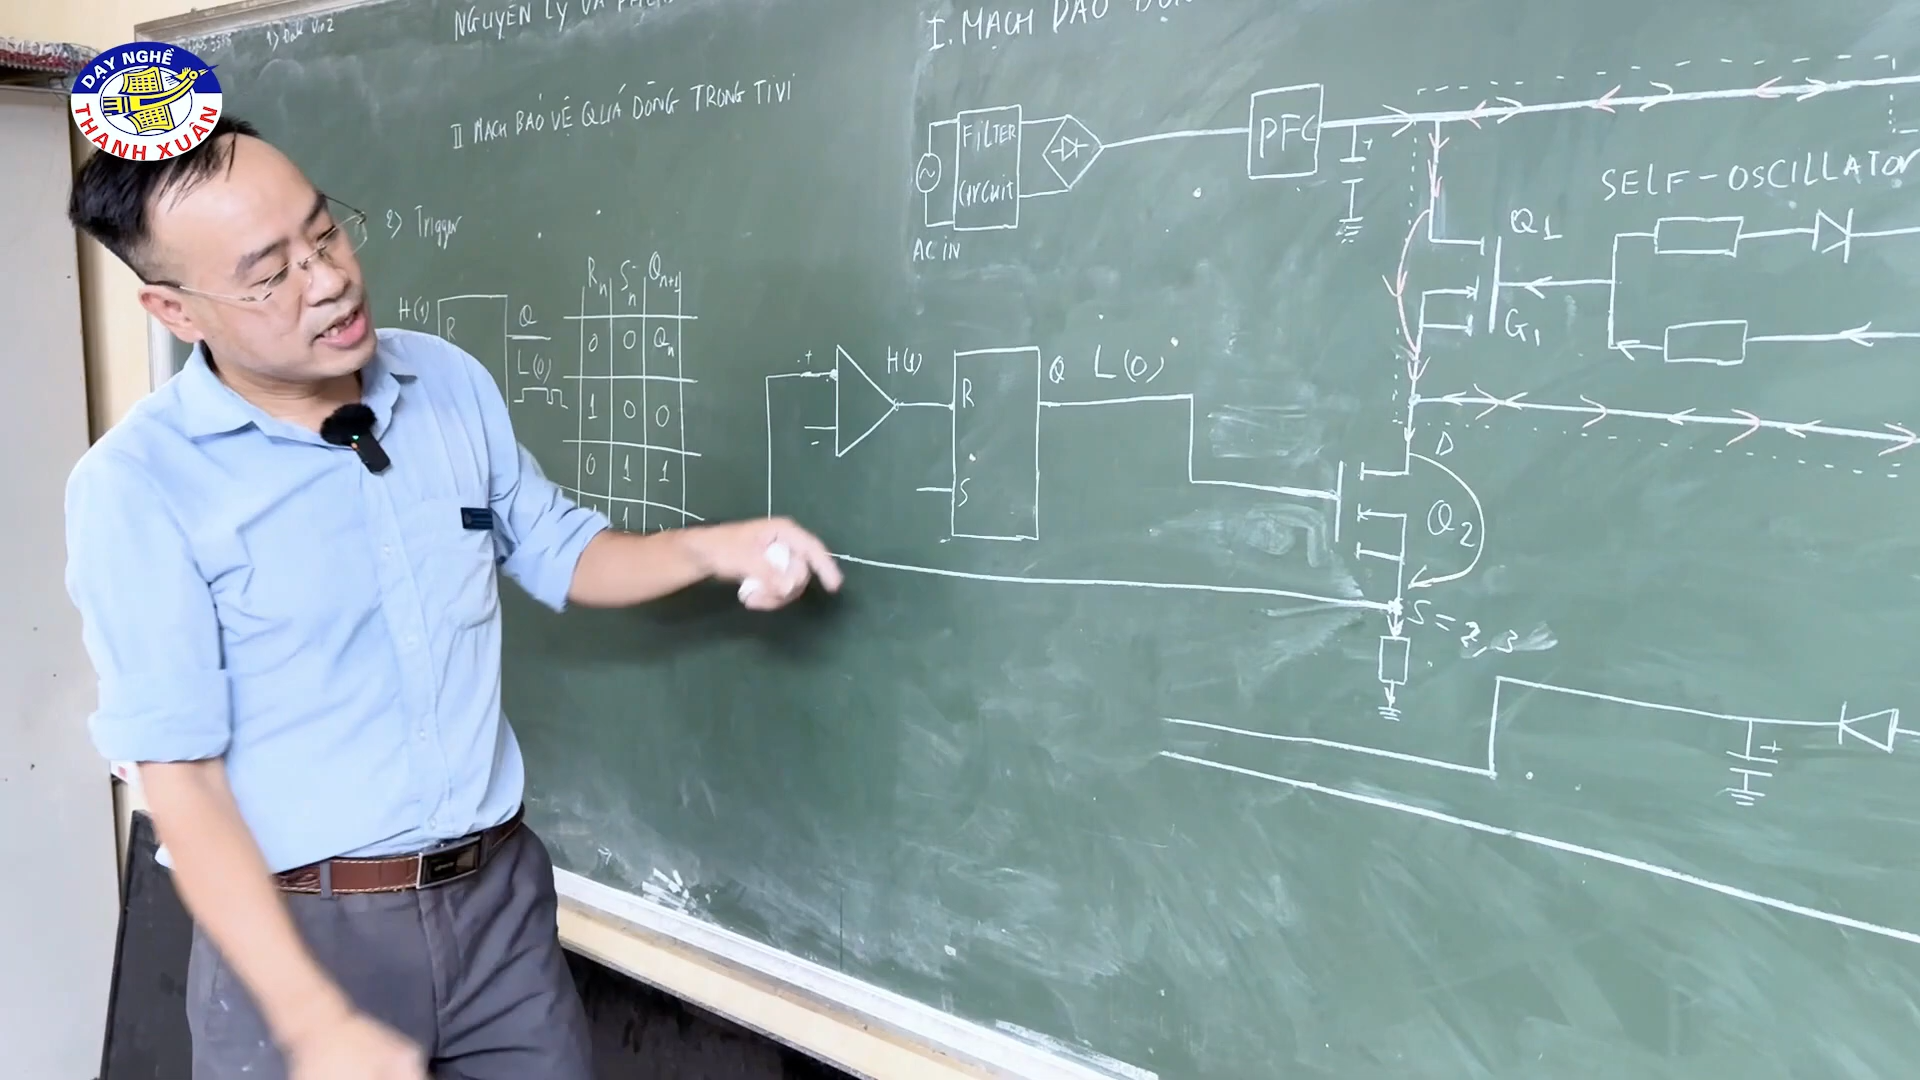 DẠY NGHỀ
THANH XUÂN
NGUYÊN LÝ VÀ
I. MẠCH DAO
II MẠCH BẢO VỆ QUÁ DÒNG TRONG TIVI
2) Trigger
H(1)
R
Q
L(0)
Rn Sn Qn+1
0 0 Qn
1 0 0
0 1 1
1
AC IN
FILTER
circuit
PFC
+
SELF-OSCILLATOR
Q1
G1
+
-
H(1)
R
S
Q L(0)
D
Q2
S = 2,3
+